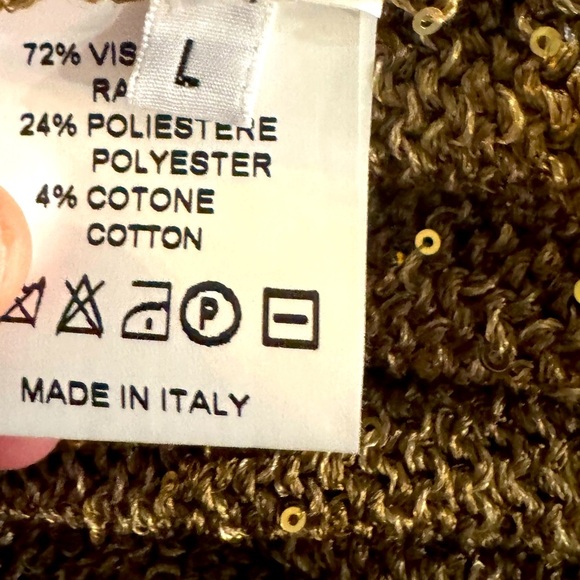 72% VIS
RA
L
24% POLIESTERE
POLYESTER
4% COTONE
COTTON
P
MADE IN ITALY